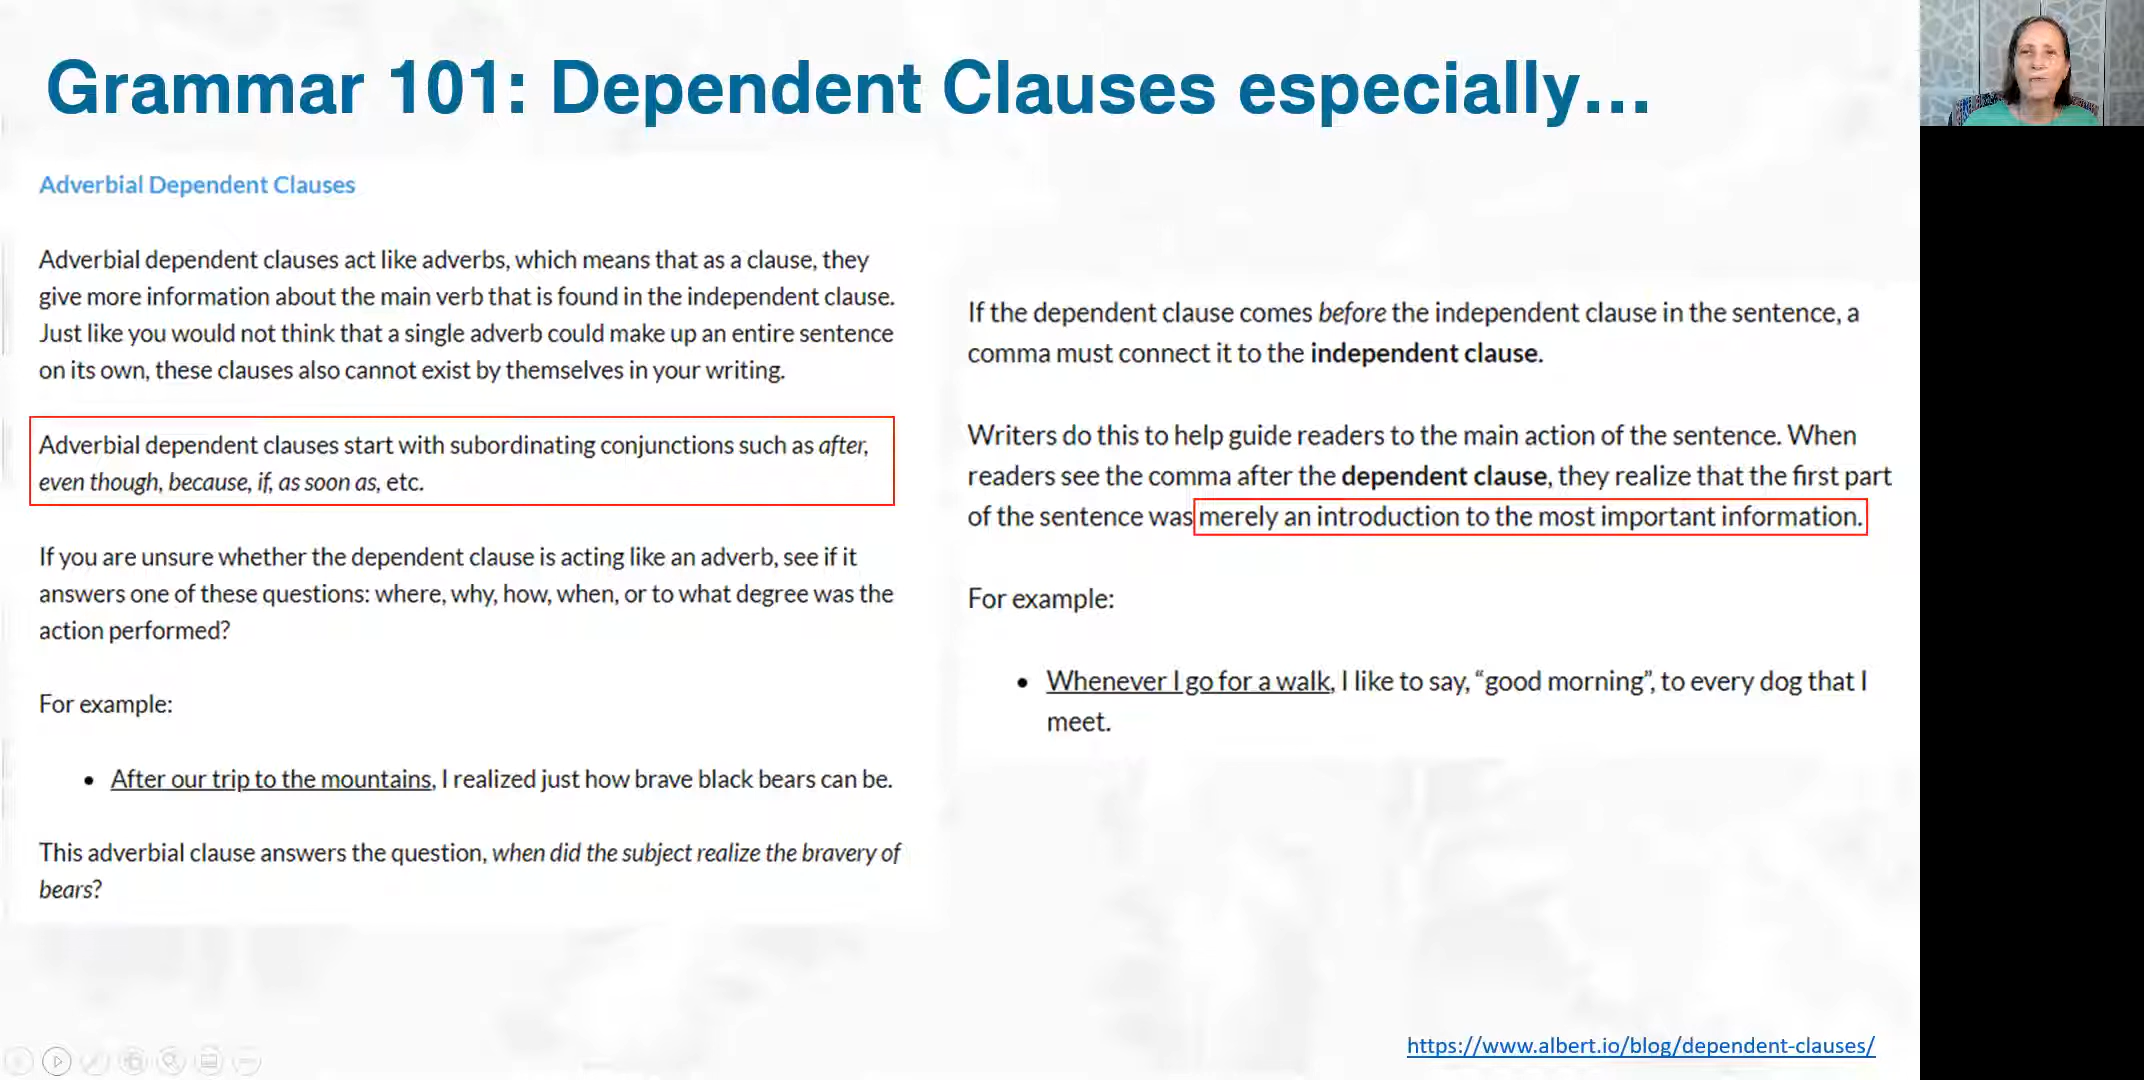 Grammar 101: Dependent Clauses especially...
Adverbial Dependent Clauses
Adverbial dependent clauses act like adverbs, which means that as a clause, they
give more information about the main verb that is found in the independent clause.
Just like you would not think that a single adverb could make up an entire sentence
on its own, these clauses also cannot exist by themselves in your writing.
Adverbial dependent clauses start with subordinating conjunctions such as after,
even though, because, if, as soon as, etc.
If you are unsure whether the dependent clause is acting like an adverb, see if it
answers one of these questions: where, why, how, when, or to what degree was the
action performed?
For example:
• After our trip to the mountains, I realized just how brave black bears can be.
This adverbial clause answers the question, when did the subject realize the bravery of
bears?
If the dependent clause comes before the independent clause in the sentence, a
comma must connect it to the independent clause.
Writers do this to help guide readers to the main action of the sentence. When
readers see the comma after the dependent clause, they realize that the first part
of the sentence was merely an introduction to the most important information.
For example:
• Whenever I go for a walk, I like to say, “good morning”, to every dog that I
meet.
https://www.albert.io/blog/dependent-clauses/